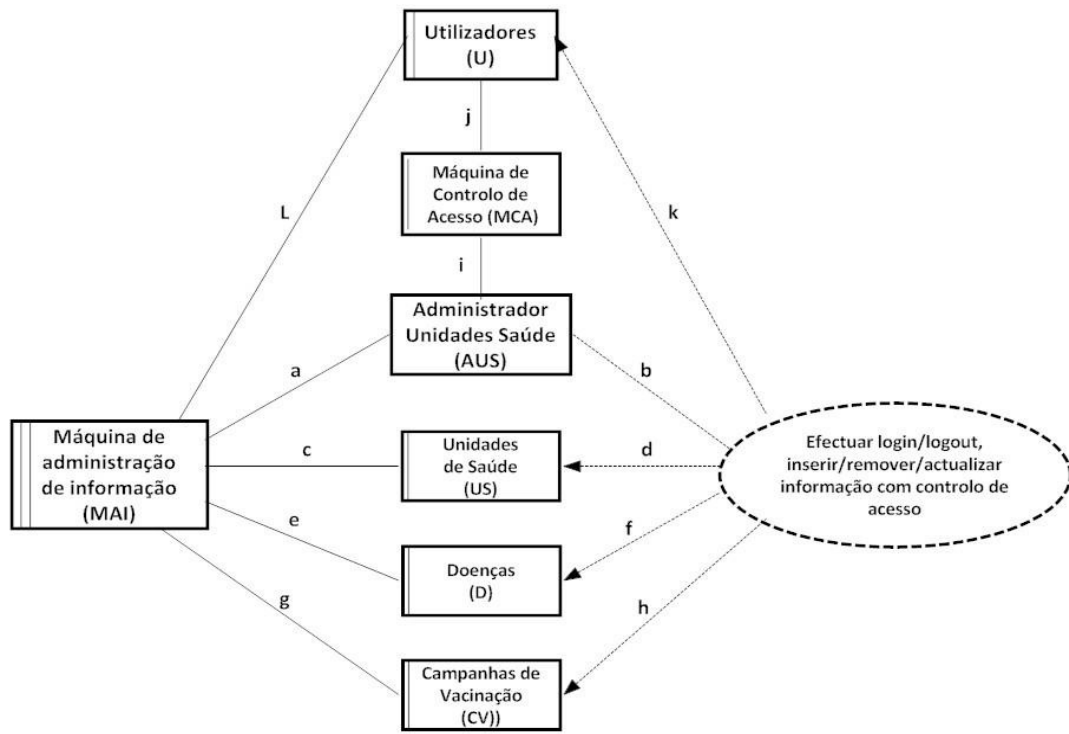 Utilizadores
(U)
j
Máquina de
Controlo de
Acesso (MCA)
L
k
i
Administrador
Unidades Saúde
(AUS)
a
b
Máquina de
administração
de informação
(MAI)
c
Unidades
de Saúde
(US)
d
Efectuar login/logout,
inserir/remover/actualizar
informação com controlo de
acesso
e
f
Doenças
(D)
g
h
Campanhas de
Vacinação
(CV))